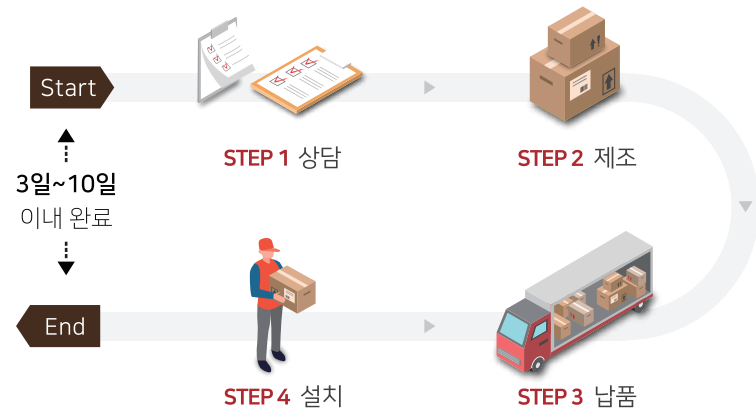 Start
STEP 1 상담
STEP 2 제조
3일~10일
이내 완료
End
STEP 4 설치
STEP 3 납품